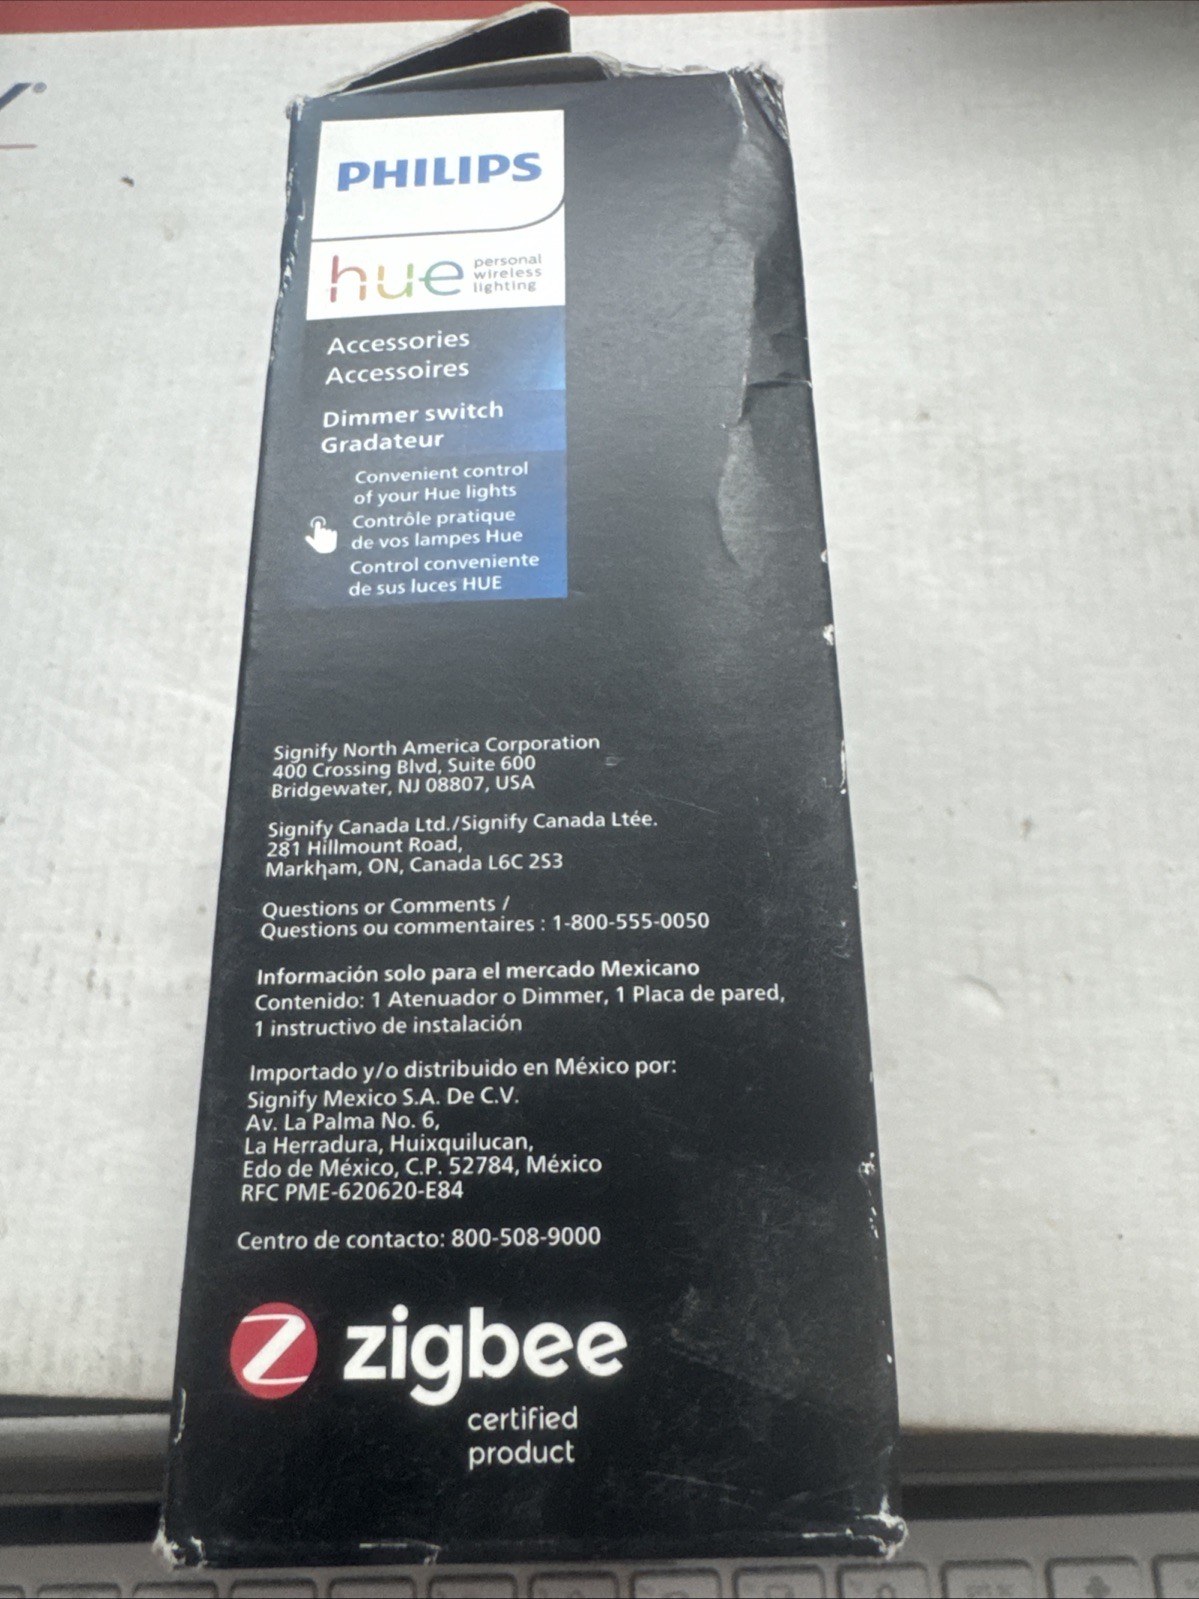 PHILIPS
hue
personal
wireless
lighting
Accessories
Accessoires
Dimmer switch
Gradateur
Convenient control
of your Hue lights
Contrôle pratique
de vos lampes Hue
Control conveniente
de sus luces HUE
Signify North America Corporation
400 Crossing Blvd, Suite 600
Bridgewater, NJ 08807, USA
Signify Canada Ltd./Signify Canada Ltée.
281 Hillmount Road,
Markham, ON, Canada L6C 2S3
Questions or Comments /
Questions ou commentaires : 1-800-555-0050
Información solo para el mercado Mexicano
Contenido: 1 Atenuador o Dimmer, 1 Placa de pared,
1 instructivo de instalación
Importado y/o distribuido en México por:
Signify Mexico S.A. De C.V.
Av. La Palma No. 6,
La Herradura, Huixquilucan,
Edo de México, C.P. 52784, México
RFC PME-620620-E84
Centro de contacto: 800-508-9000
Z zigbee
certified
product